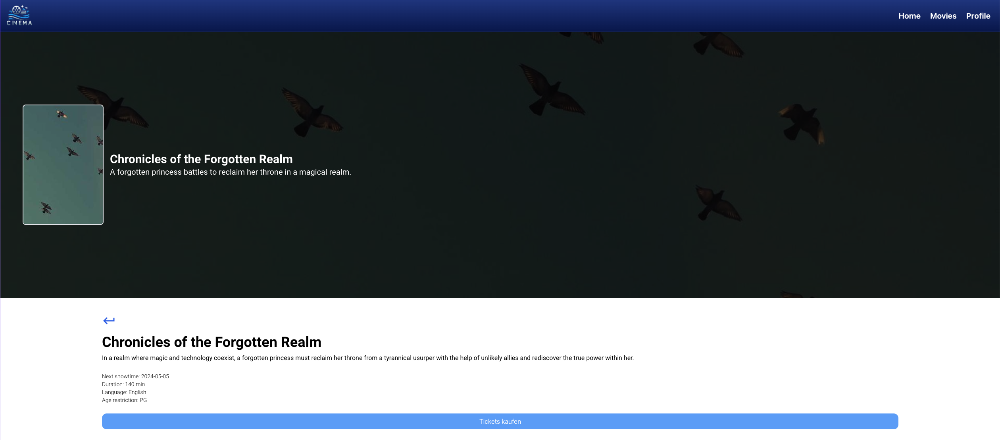 CINEMA
Home Movies Profile
Chronicles of the Forgotten Realm
A forgotten princess battles to reclaim her throne in a magical realm.
Chronicles of the Forgotten Realm
In a realm where magic and technology coexist, a forgotten princess must reclaim her throne from a tyrannical usurper with the help of unlikely allies and rediscover the true power within her.
Next showtime: 2024-05-05
Duration: 140 min
Language: English
Age restriction: PG
Tickets kaufen